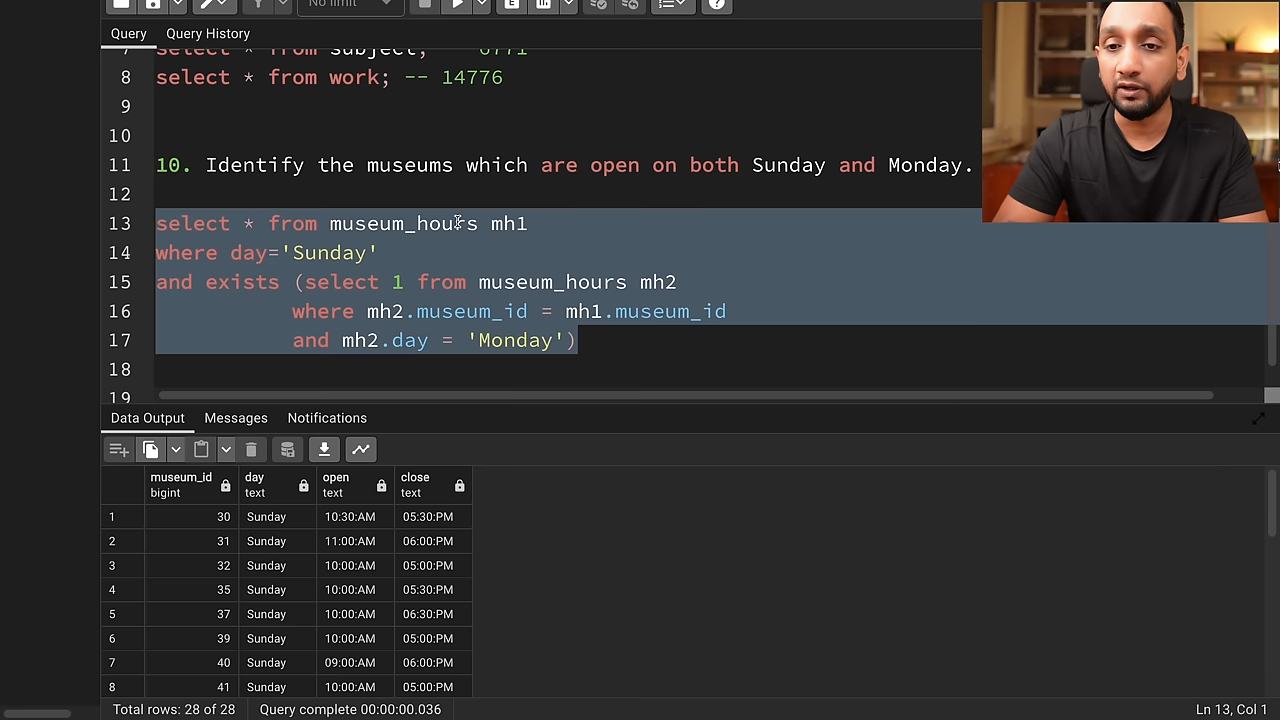 No limit
E
Query Query History
7 select * from subject; -- 6771
8 select * from work; -- 14776
9
10
11 10. Identify the museums which are open on both Sunday and Monday.
12
13 select * from museum_hours mh1
14 where day='Sunday'
15 and exists (select 1 from museum_hours mh2
16 where mh2.museum_id = mh1.museum_id
17 and mh2.day = 'Monday')
18
19
Data Output Messages Notifications
museum_id day open close
bigint text text text
1 30 Sunday 10:30:AM 05:30:PM
2 31 Sunday 11:00:AM 06:00:PM
3 32 Sunday 10:00:AM 05:00:PM
4 35 Sunday 10:00:AM 05:30:PM
5 37 Sunday 10:00:AM 06:30:PM
6 39 Sunday 10:00:AM 05:00:PM
7 40 Sunday 09:00:AM 06:00:PM
8 41 Sunday 10:00:AM 05:00:PM
Total rows: 28 of 28 Query complete 00:00:00.036 Ln 13, Col 1